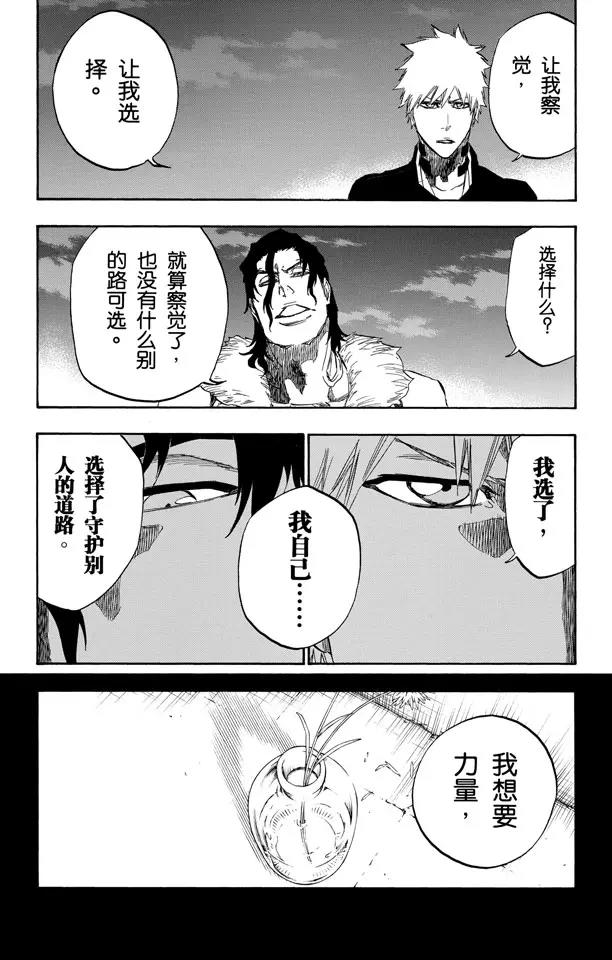 让我察
觉，
让我选
择。
选择什么？
就算察觉了，
也没有什么别
的路可选。
我选了，
我自己……
选择了守护别
人的道路。
我想要
力量，